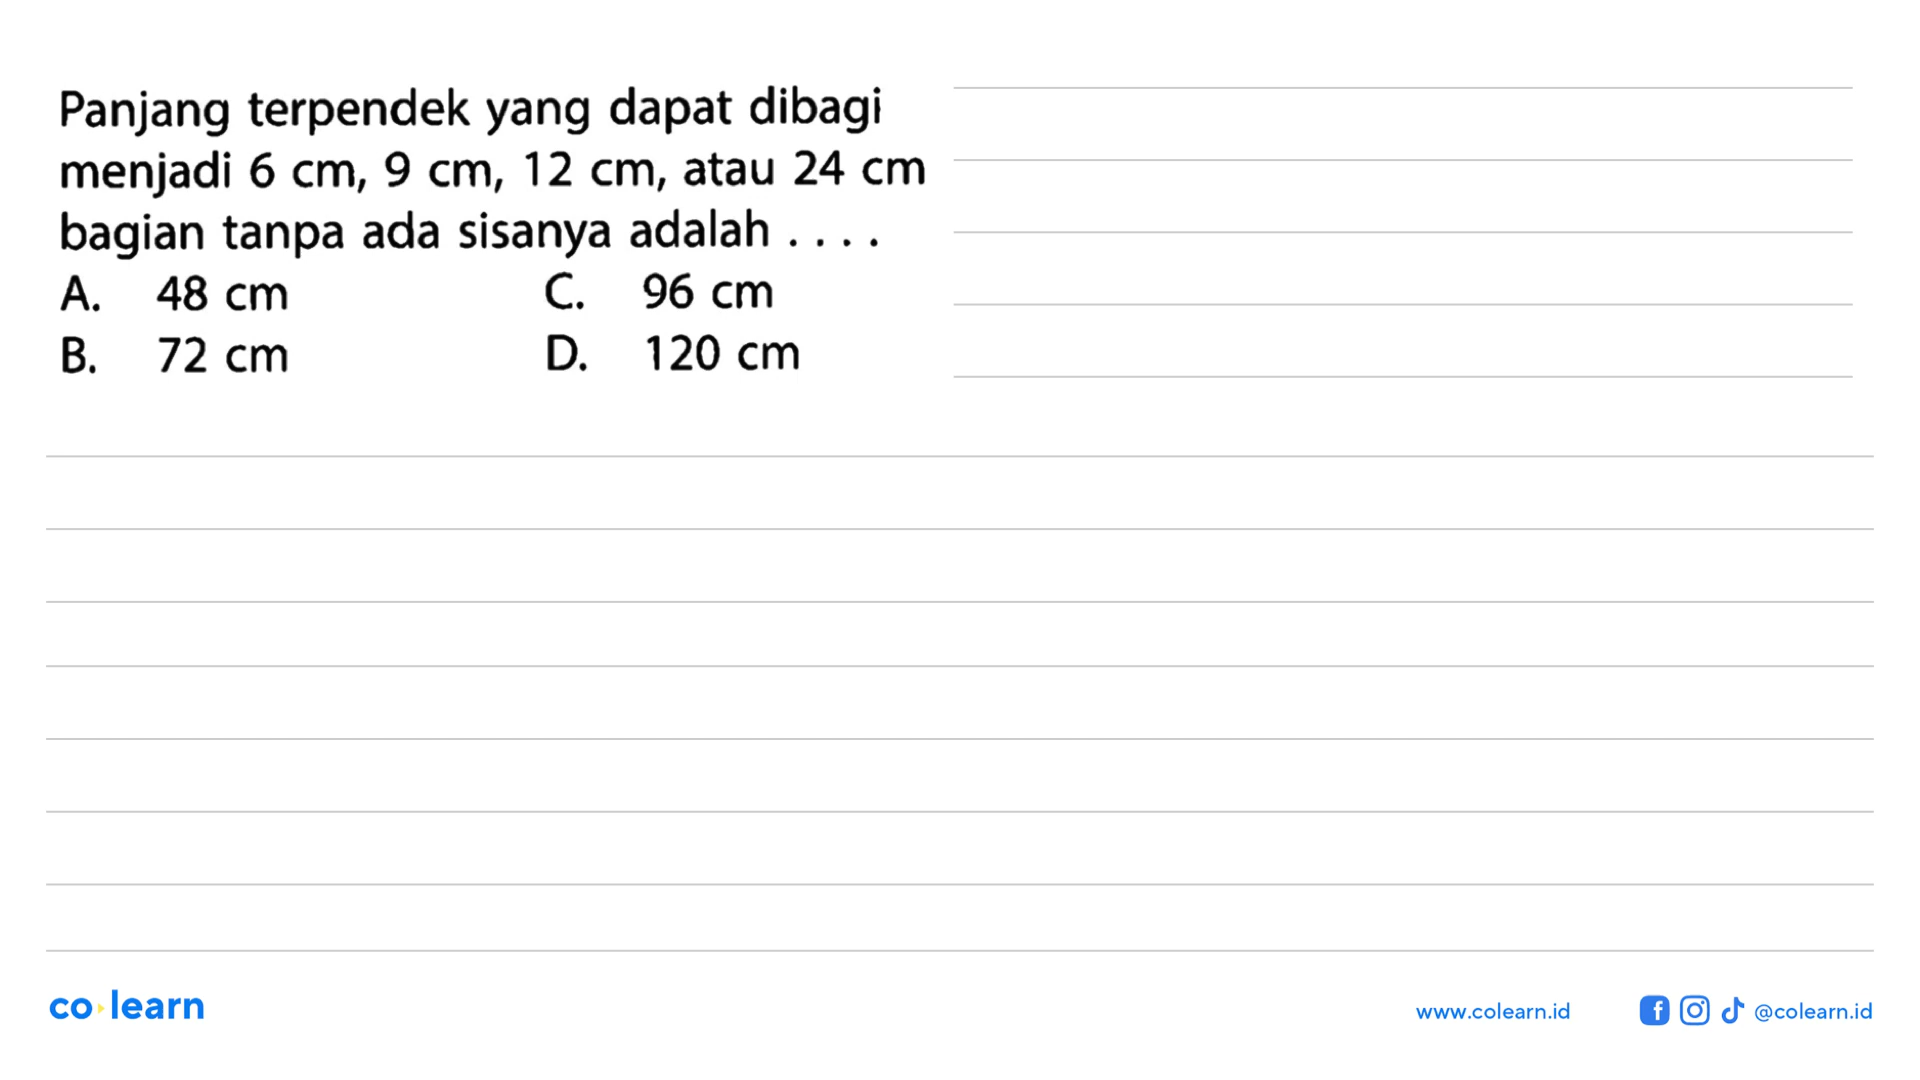 Panjang terpendek yang dapat dibagi
menjadi 6 cm, 9 cm, 12 cm, atau 24 cm
bagian tanpa ada sisanya adalah . . . .
A. 48 cm C. 96 cm
B. 72 cm D. 120 cm
co learn www.colearn.id @colearn.id